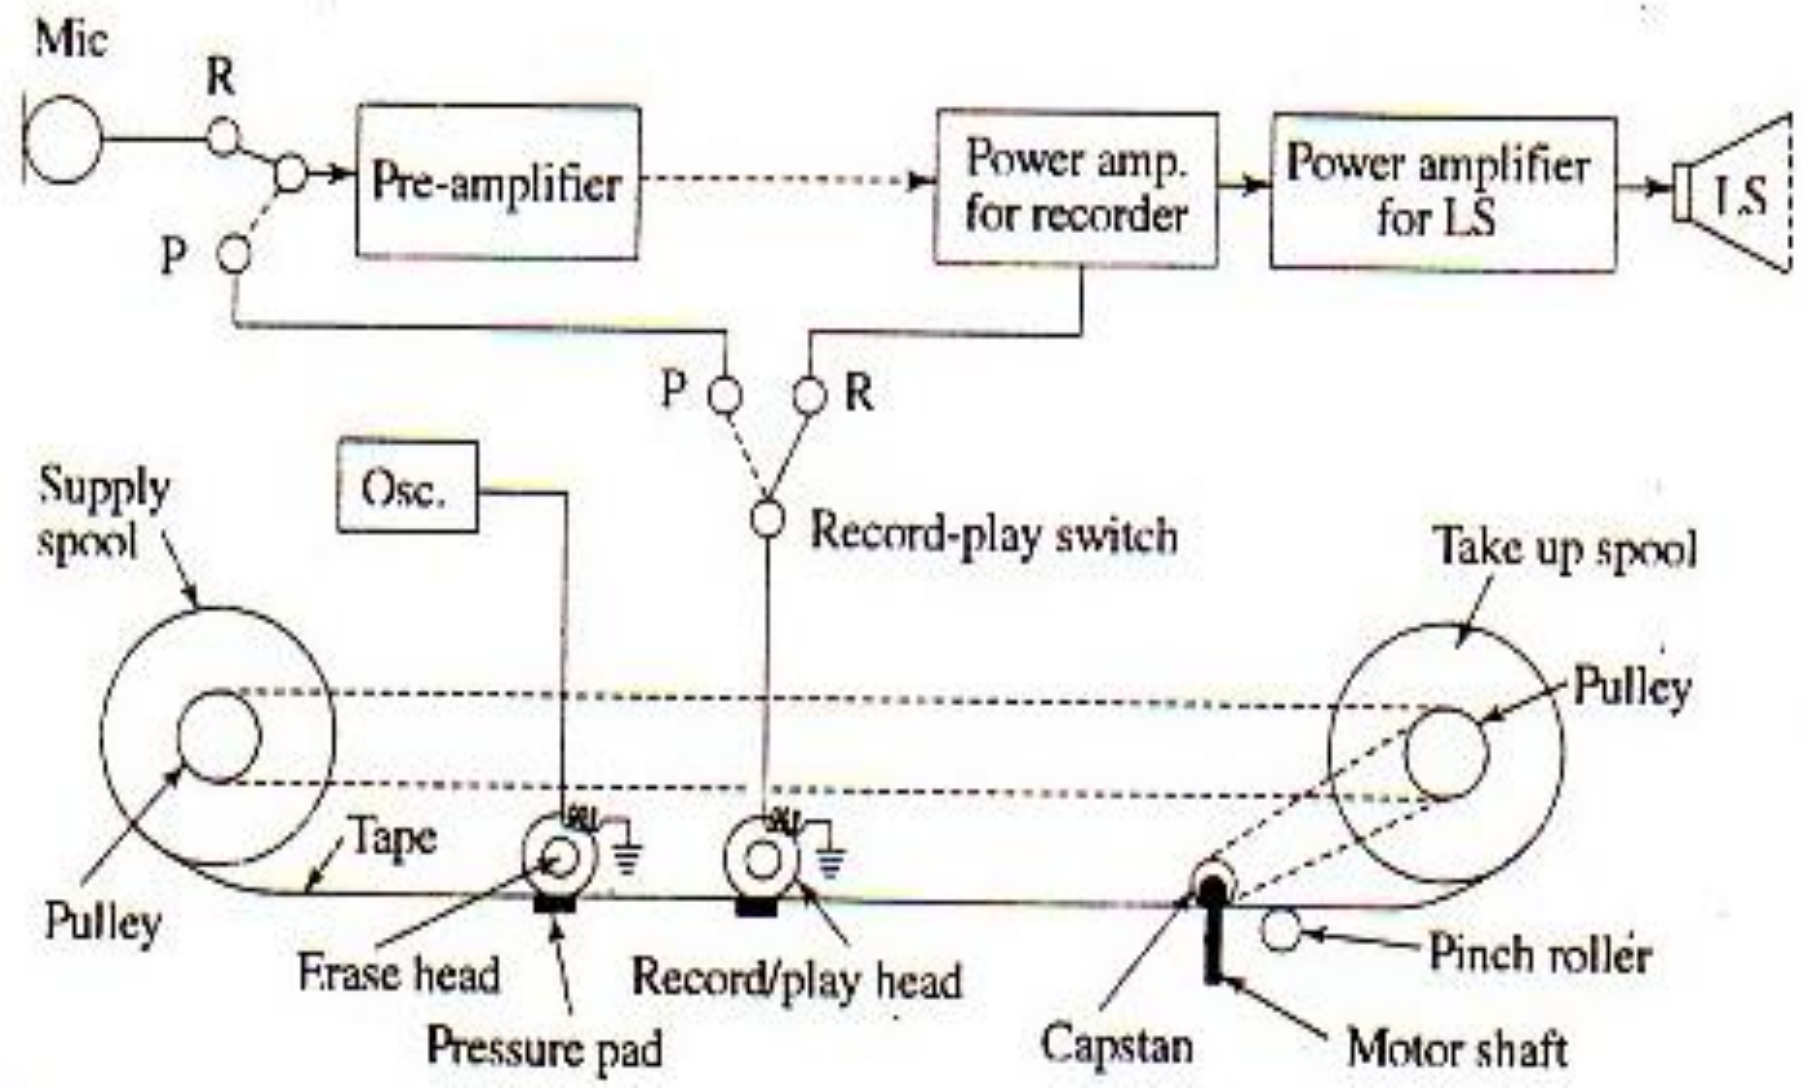 Mic
R
Pre-amplifier
Power amp.
for recorder
Power amplifier
for LS
LS
P
P
R
Osc.
Supply
spool
Record-play switch
Take up spool
Pulley
Tape
Pulley
Erase head
Record/play head
Pinch roller
Pressure pad
Capstan
Motor shaft